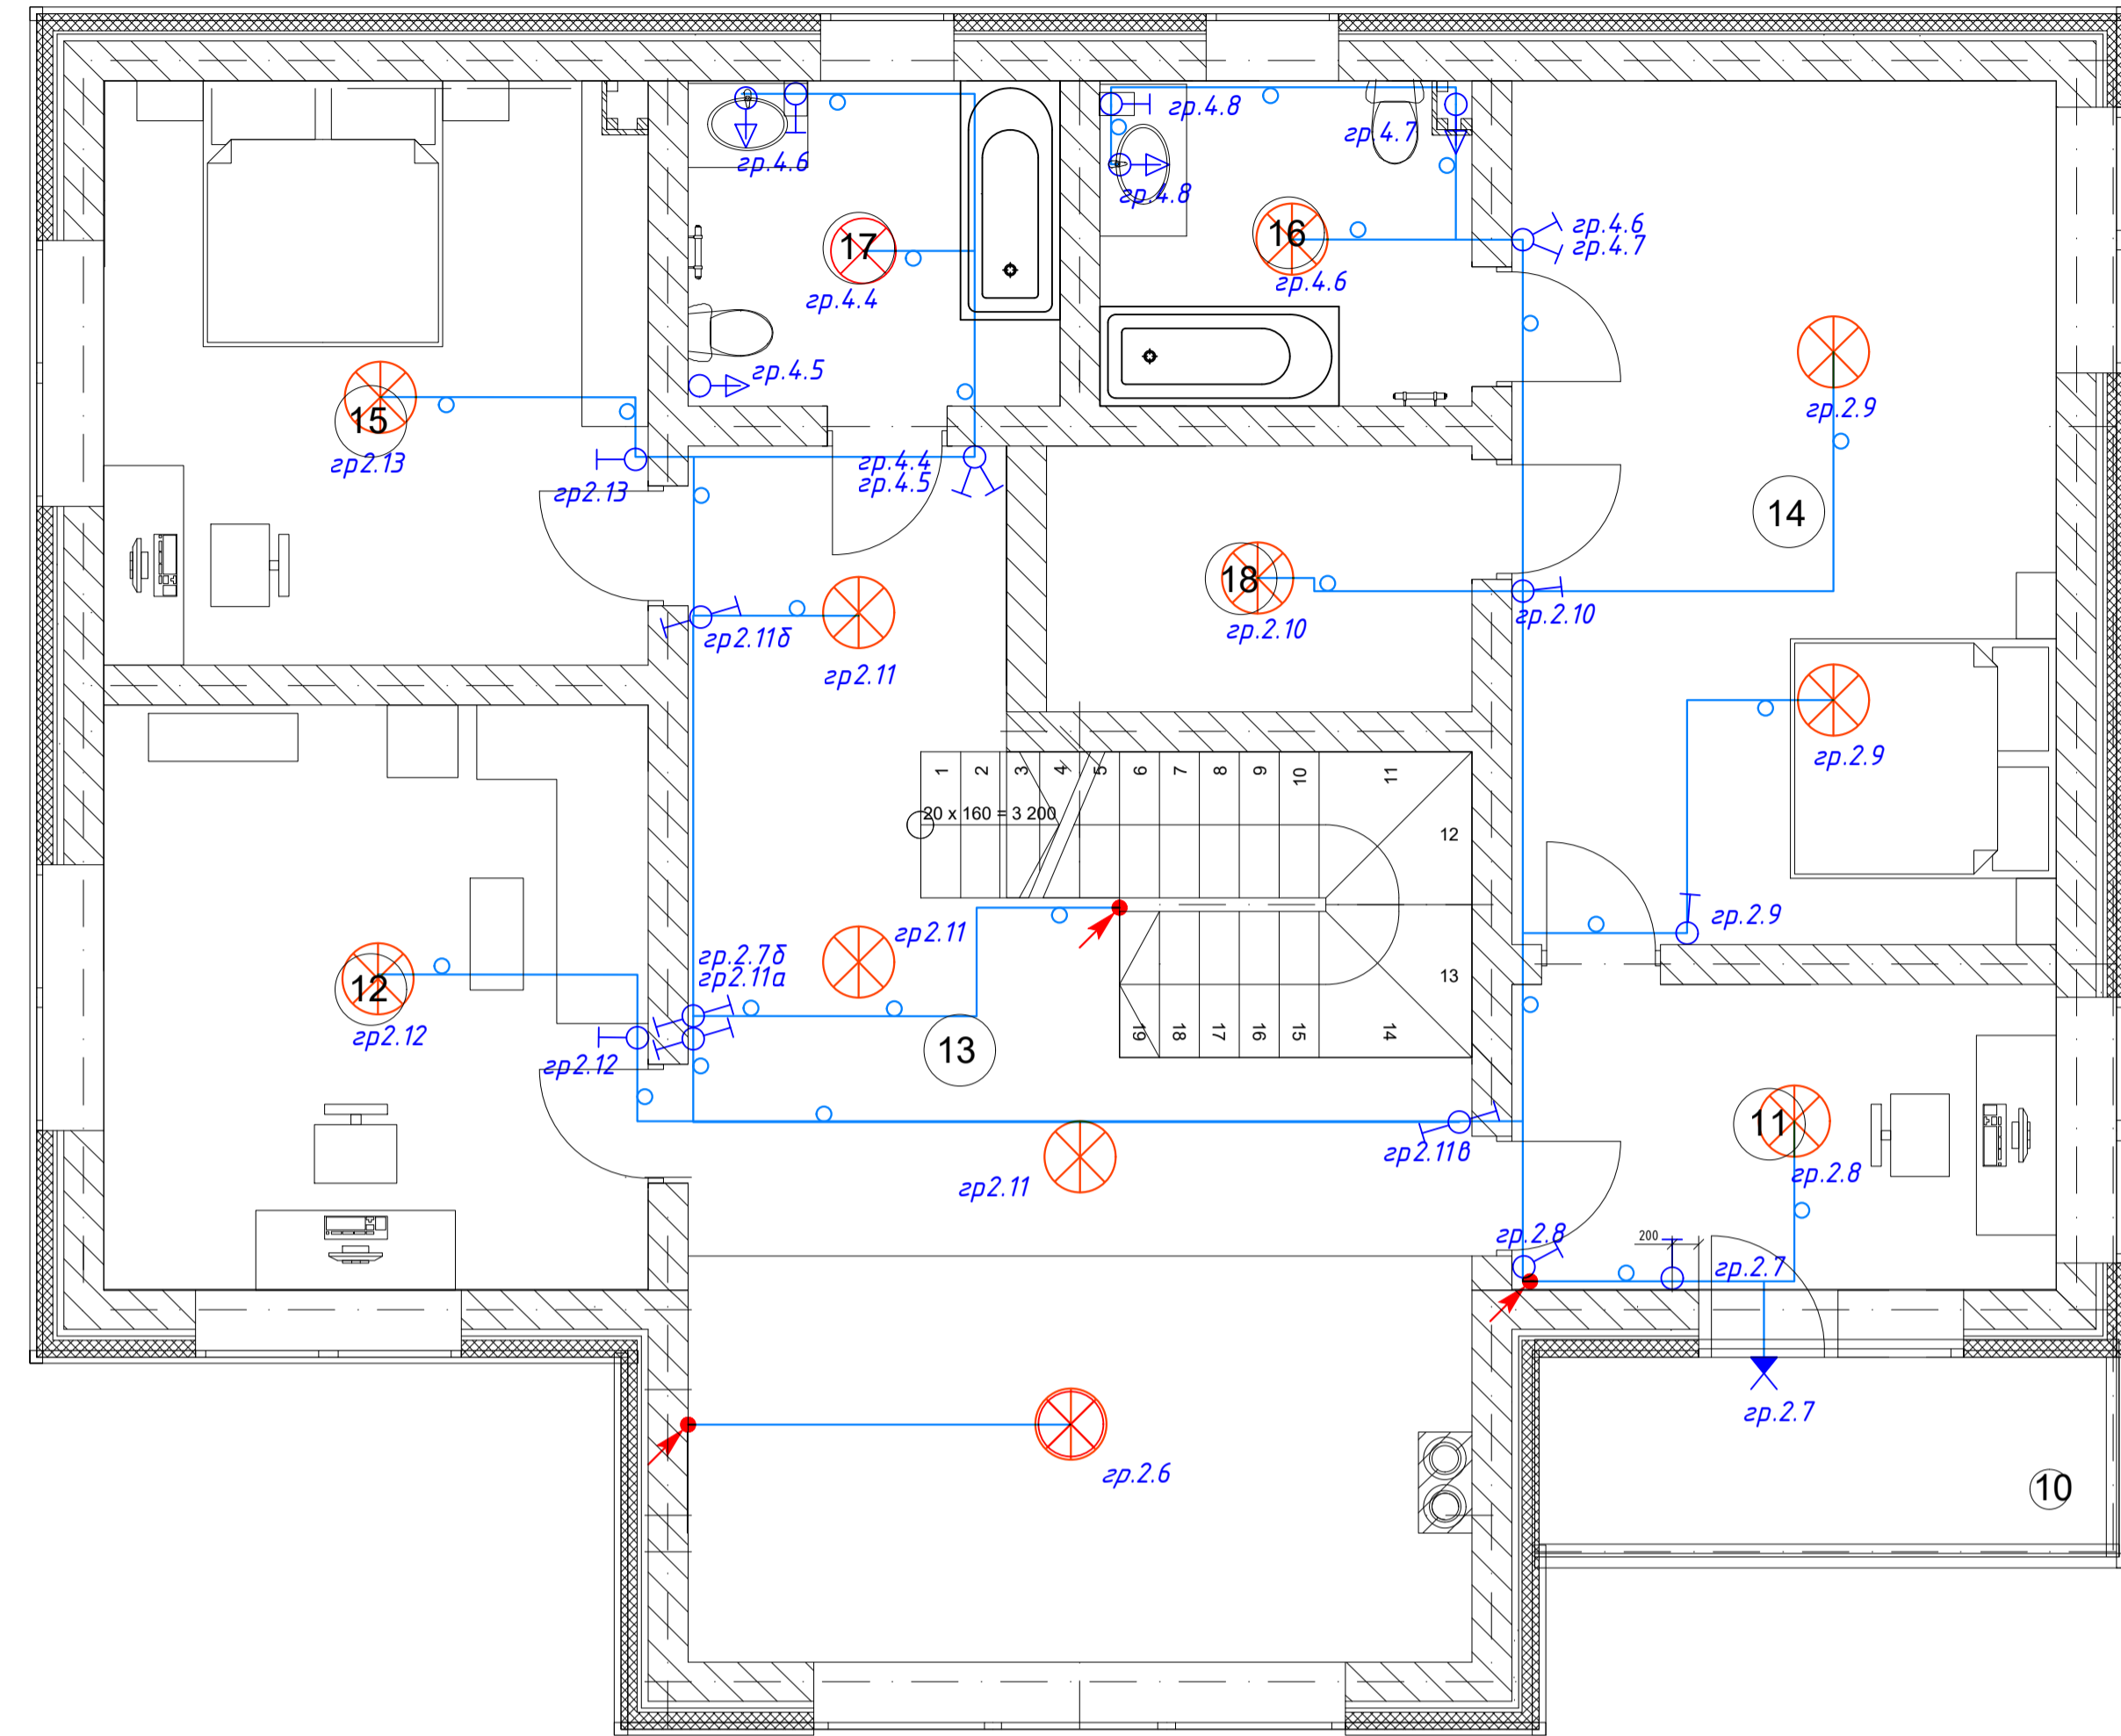 гр.4.8
гр.4.7
гр.4.6
гр.4.8
17
16
гр.4.6
гр.4.7
гр.4.4
гр.4.6
гр.4.5
гр.2.9
15
гр2.13
гр2.13
гр.4.4
гр.4.5
14
18
гр.2.10
гр.2.10
гр2.11б
гр2.11
гр.2.9
1 2 3 4 5 6 7 8 9 10 11
20 x 160 = 3 200
12
гр.2.9
гр2.11
гр.2.7б
гр2.11а
13
12
гр2.12
гр2.12
13
19 18 17 16 15 14
11
гр2.11в
гр.2.8
гр2.11
гр.2.8
200
гр.2.7
гр.2.7
гр.2.6
10